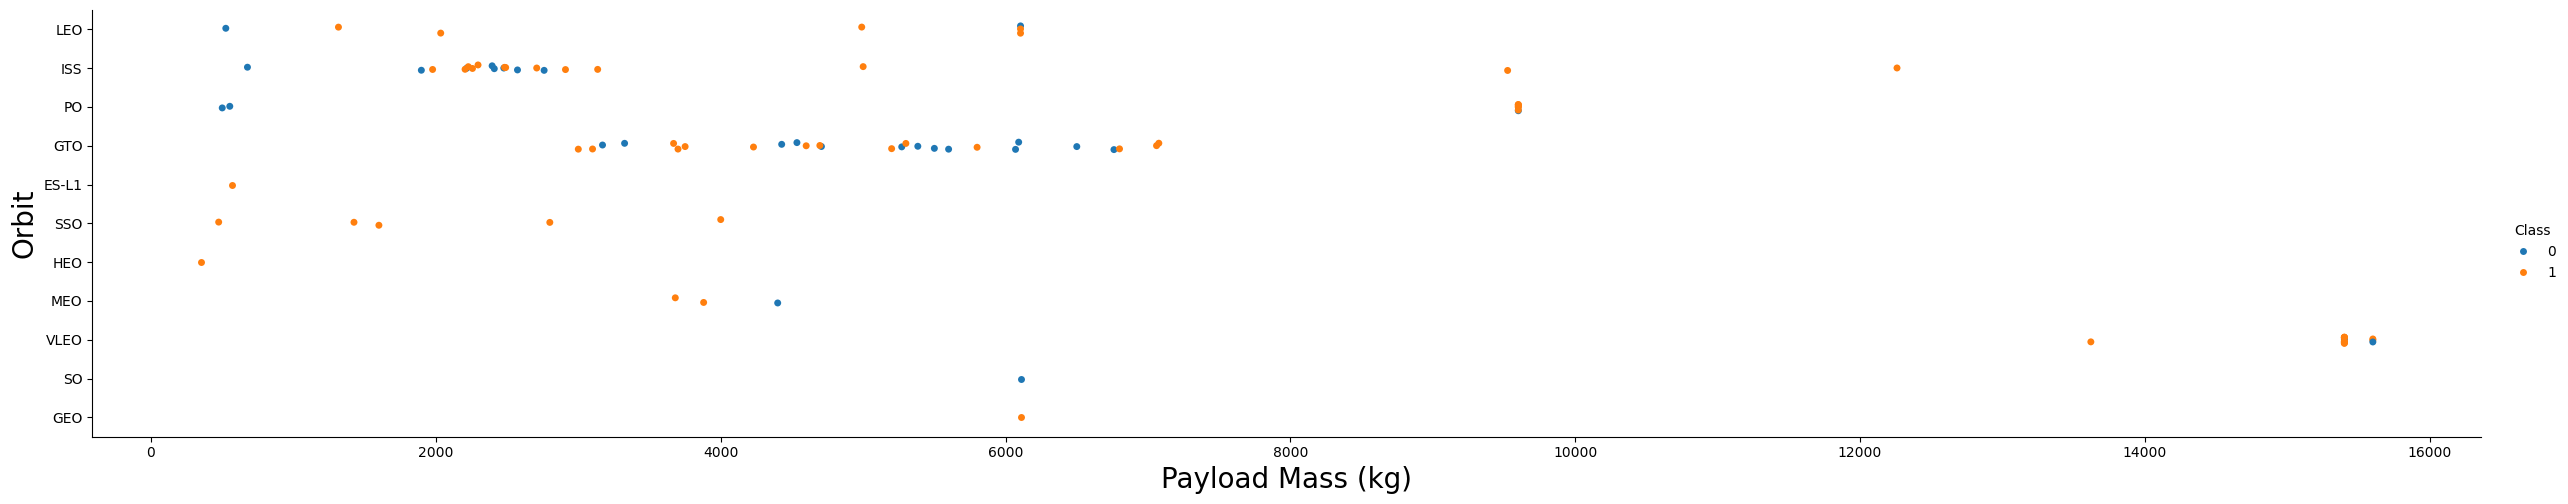 LEO
ISS
PO
GTO
ES-L1
SSO
HEO
MEO
VLEO
SO
GEO
Orbit
0 2000 4000 6000 8000 10000 12000 14000 16000
Payload Mass (kg)
Class
0
1